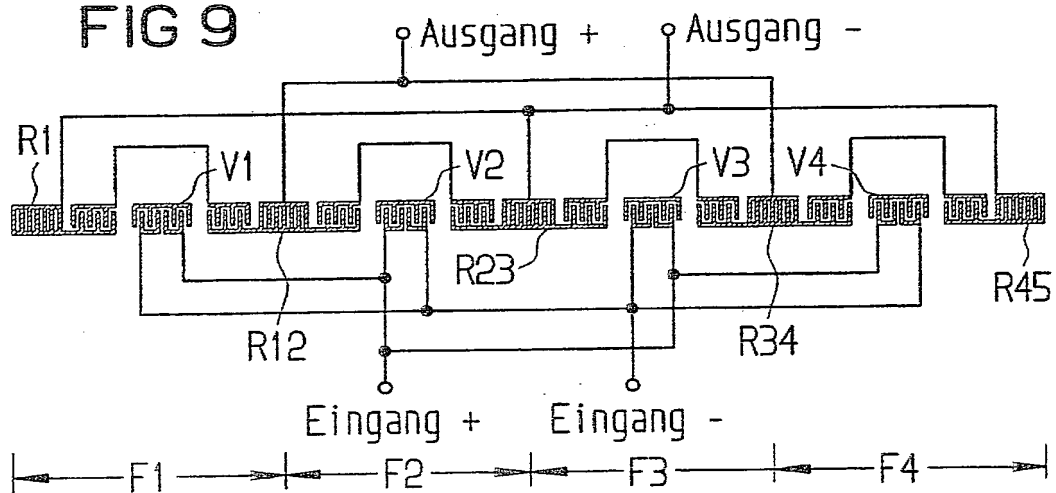 FIG 9
Ausgang + Ausgang -
R1 V1 V2 V3 V4
R12 R23 R34 R45
Eingang + Eingang -
F1 F2 F3 F4